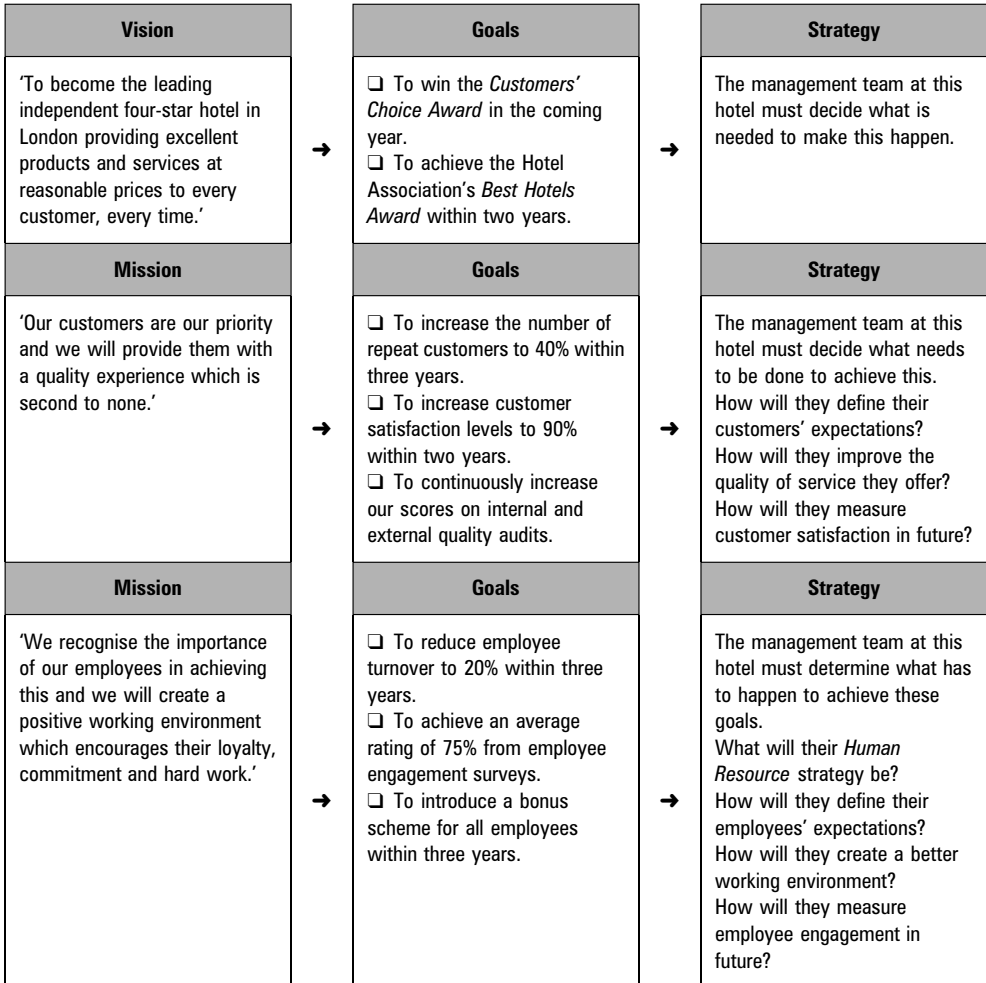 Vision
‘To become the leading
independent four-star hotel in
London providing excellent
products and services at
reasonable prices to every
customer, every time.’
➜
Goals
❑ To win the Customers’
Choice Award in the coming
year.
❑ To achieve the Hotel
Association’s Best Hotels
Award within two years.
➜
Strategy
The management team at this
hotel must decide what is
needed to make this happen.
Mission
‘Our customers are our priority
and we will provide them with
a quality experience which is
second to none.’
➜
Goals
❑ To increase the number of
repeat customers to 40% within
three years.
❑ To increase customer
satisfaction levels to 90%
within two years.
❑ To continuously increase
our scores on internal and
external quality audits.
➜
Strategy
The management team at this
hotel must decide what needs
to be done to achieve this.
How will they define their
customers’ expectations?
How will they improve the
quality of service they offer?
How will they measure
customer satisfaction in future?
Mission
‘We recognise the importance
of our employees in achieving
this and we will create a
positive working environment
which encourages their loyalty,
commitment and hard work.’
➜
Goals
❑ To reduce employee
turnover to 20% within three
years.
❑ To achieve an average
rating of 75% from employee
engagement surveys.
❑ To introduce a bonus
scheme for all employees
within three years.
➜
Strategy
The management team at this
hotel must determine what has
to happen to achieve these
goals.
What will their Human
Resource strategy be?
How will they define their
employees’ expectations?
How will they create a better
working environment?
How will they measure
employee engagement in
future?